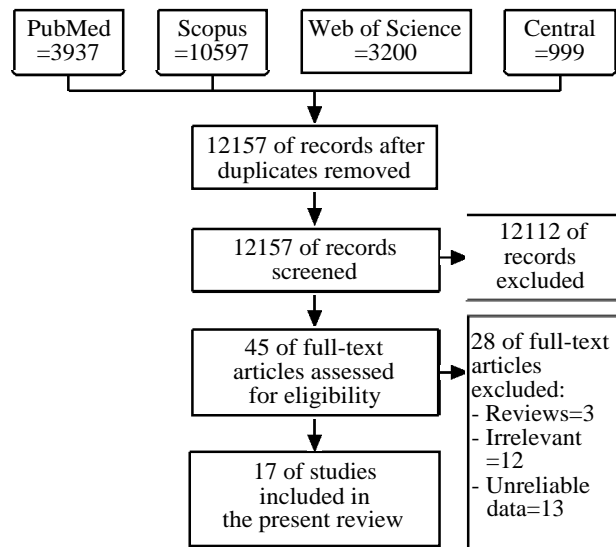 PubMed
=3937
Scopus
=10597
Web of Science
=3200
Central
=999
12157 of records after
duplicates removed
12157 of records
screened
12112 of
records
excluded
45 of full-text
articles assessed
for eligibility
28 of full-text
articles
excluded:
- Reviews=3
- Irrelevant
=12
- Unreliable
data=13
17 of studies
included in
the present review